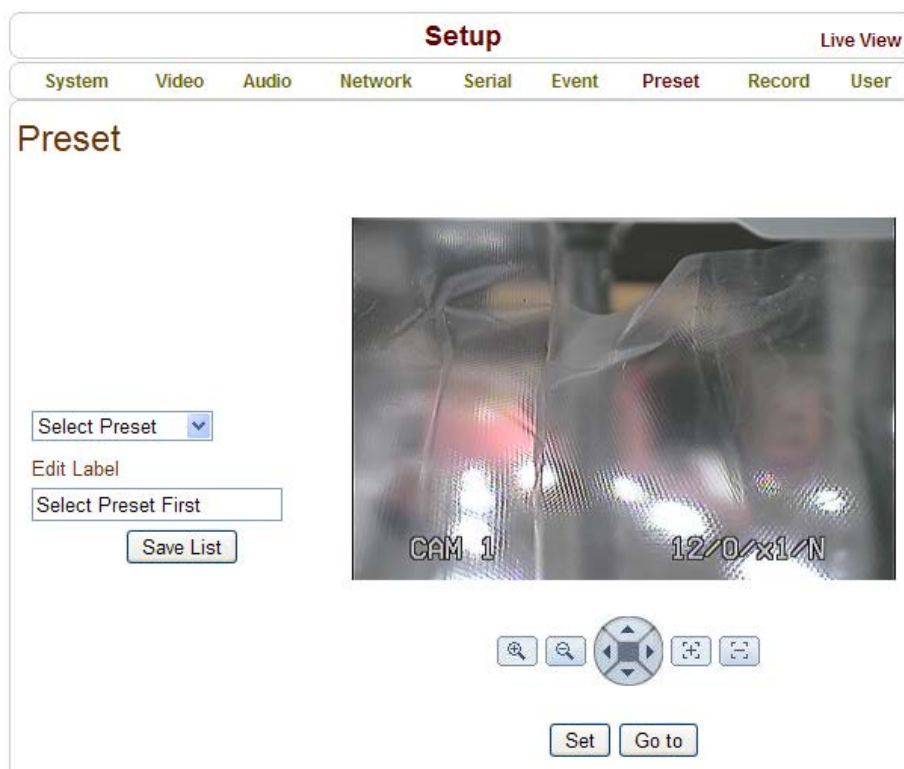 Setup
Live View
System Video Audio Network Serial Event Preset Record User
Preset
Select Preset
Edit Label
Select Preset First
Save List
CAM 1 12/0/x1/N
Set Go to